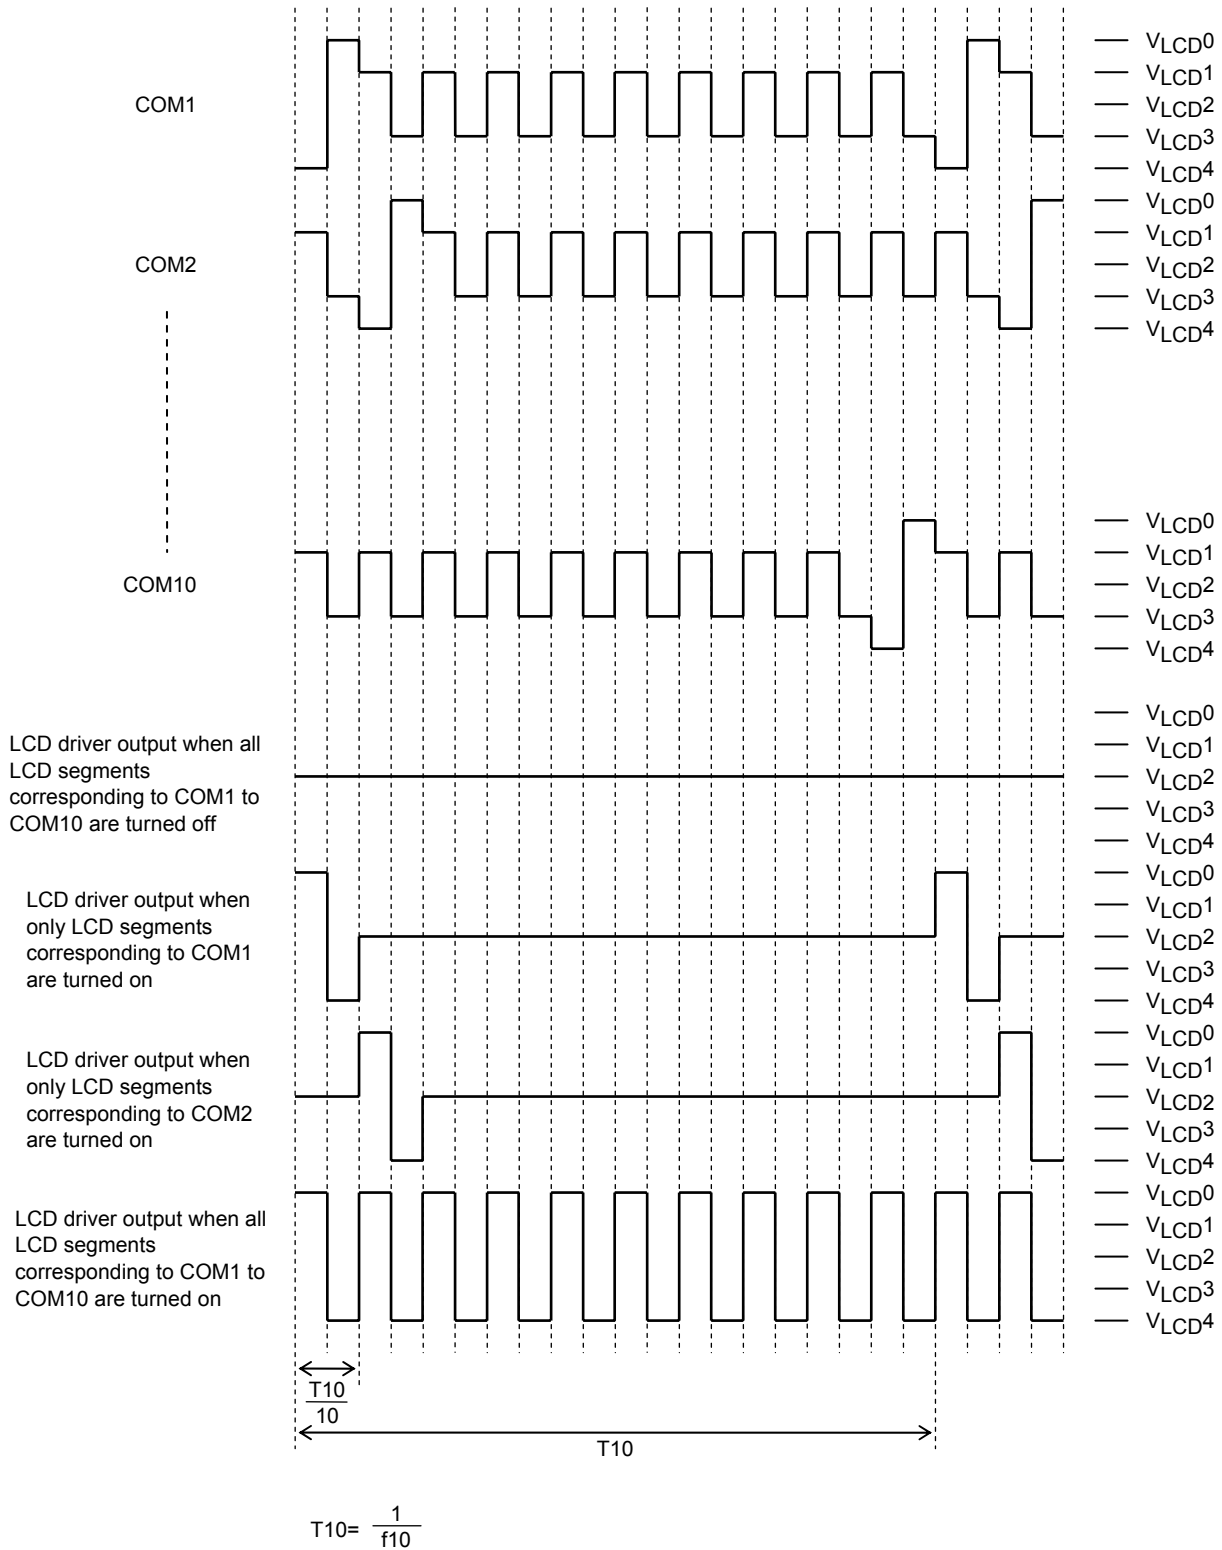 VLCD0
VLCD1
COM1
VLCD2
VLCD3
VLCD4
VLCD0
VLCD1
COM2
VLCD2
VLCD3
VLCD4
VLCD0
VLCD1
COM10
VLCD2
VLCD3
VLCD4
LCD driver output when all
LCD segments
corresponding to COM1 to
COM10 are turned off
VLCD0
VLCD1
VLCD2
VLCD3
VLCD4
LCD driver output when
only LCD segments
corresponding to COM1
are turned on
VLCD0
VLCD1
VLCD2
VLCD3
VLCD4
LCD driver output when
only LCD segments
corresponding to COM2
are turned on
VLCD0
VLCD1
VLCD2
VLCD3
VLCD4
LCD driver output when all
LCD segments
corresponding to COM1 to
COM10 are turned on
VLCD0
VLCD1
VLCD2
VLCD3
VLCD4
T10
10
T10
T10= 1
f10